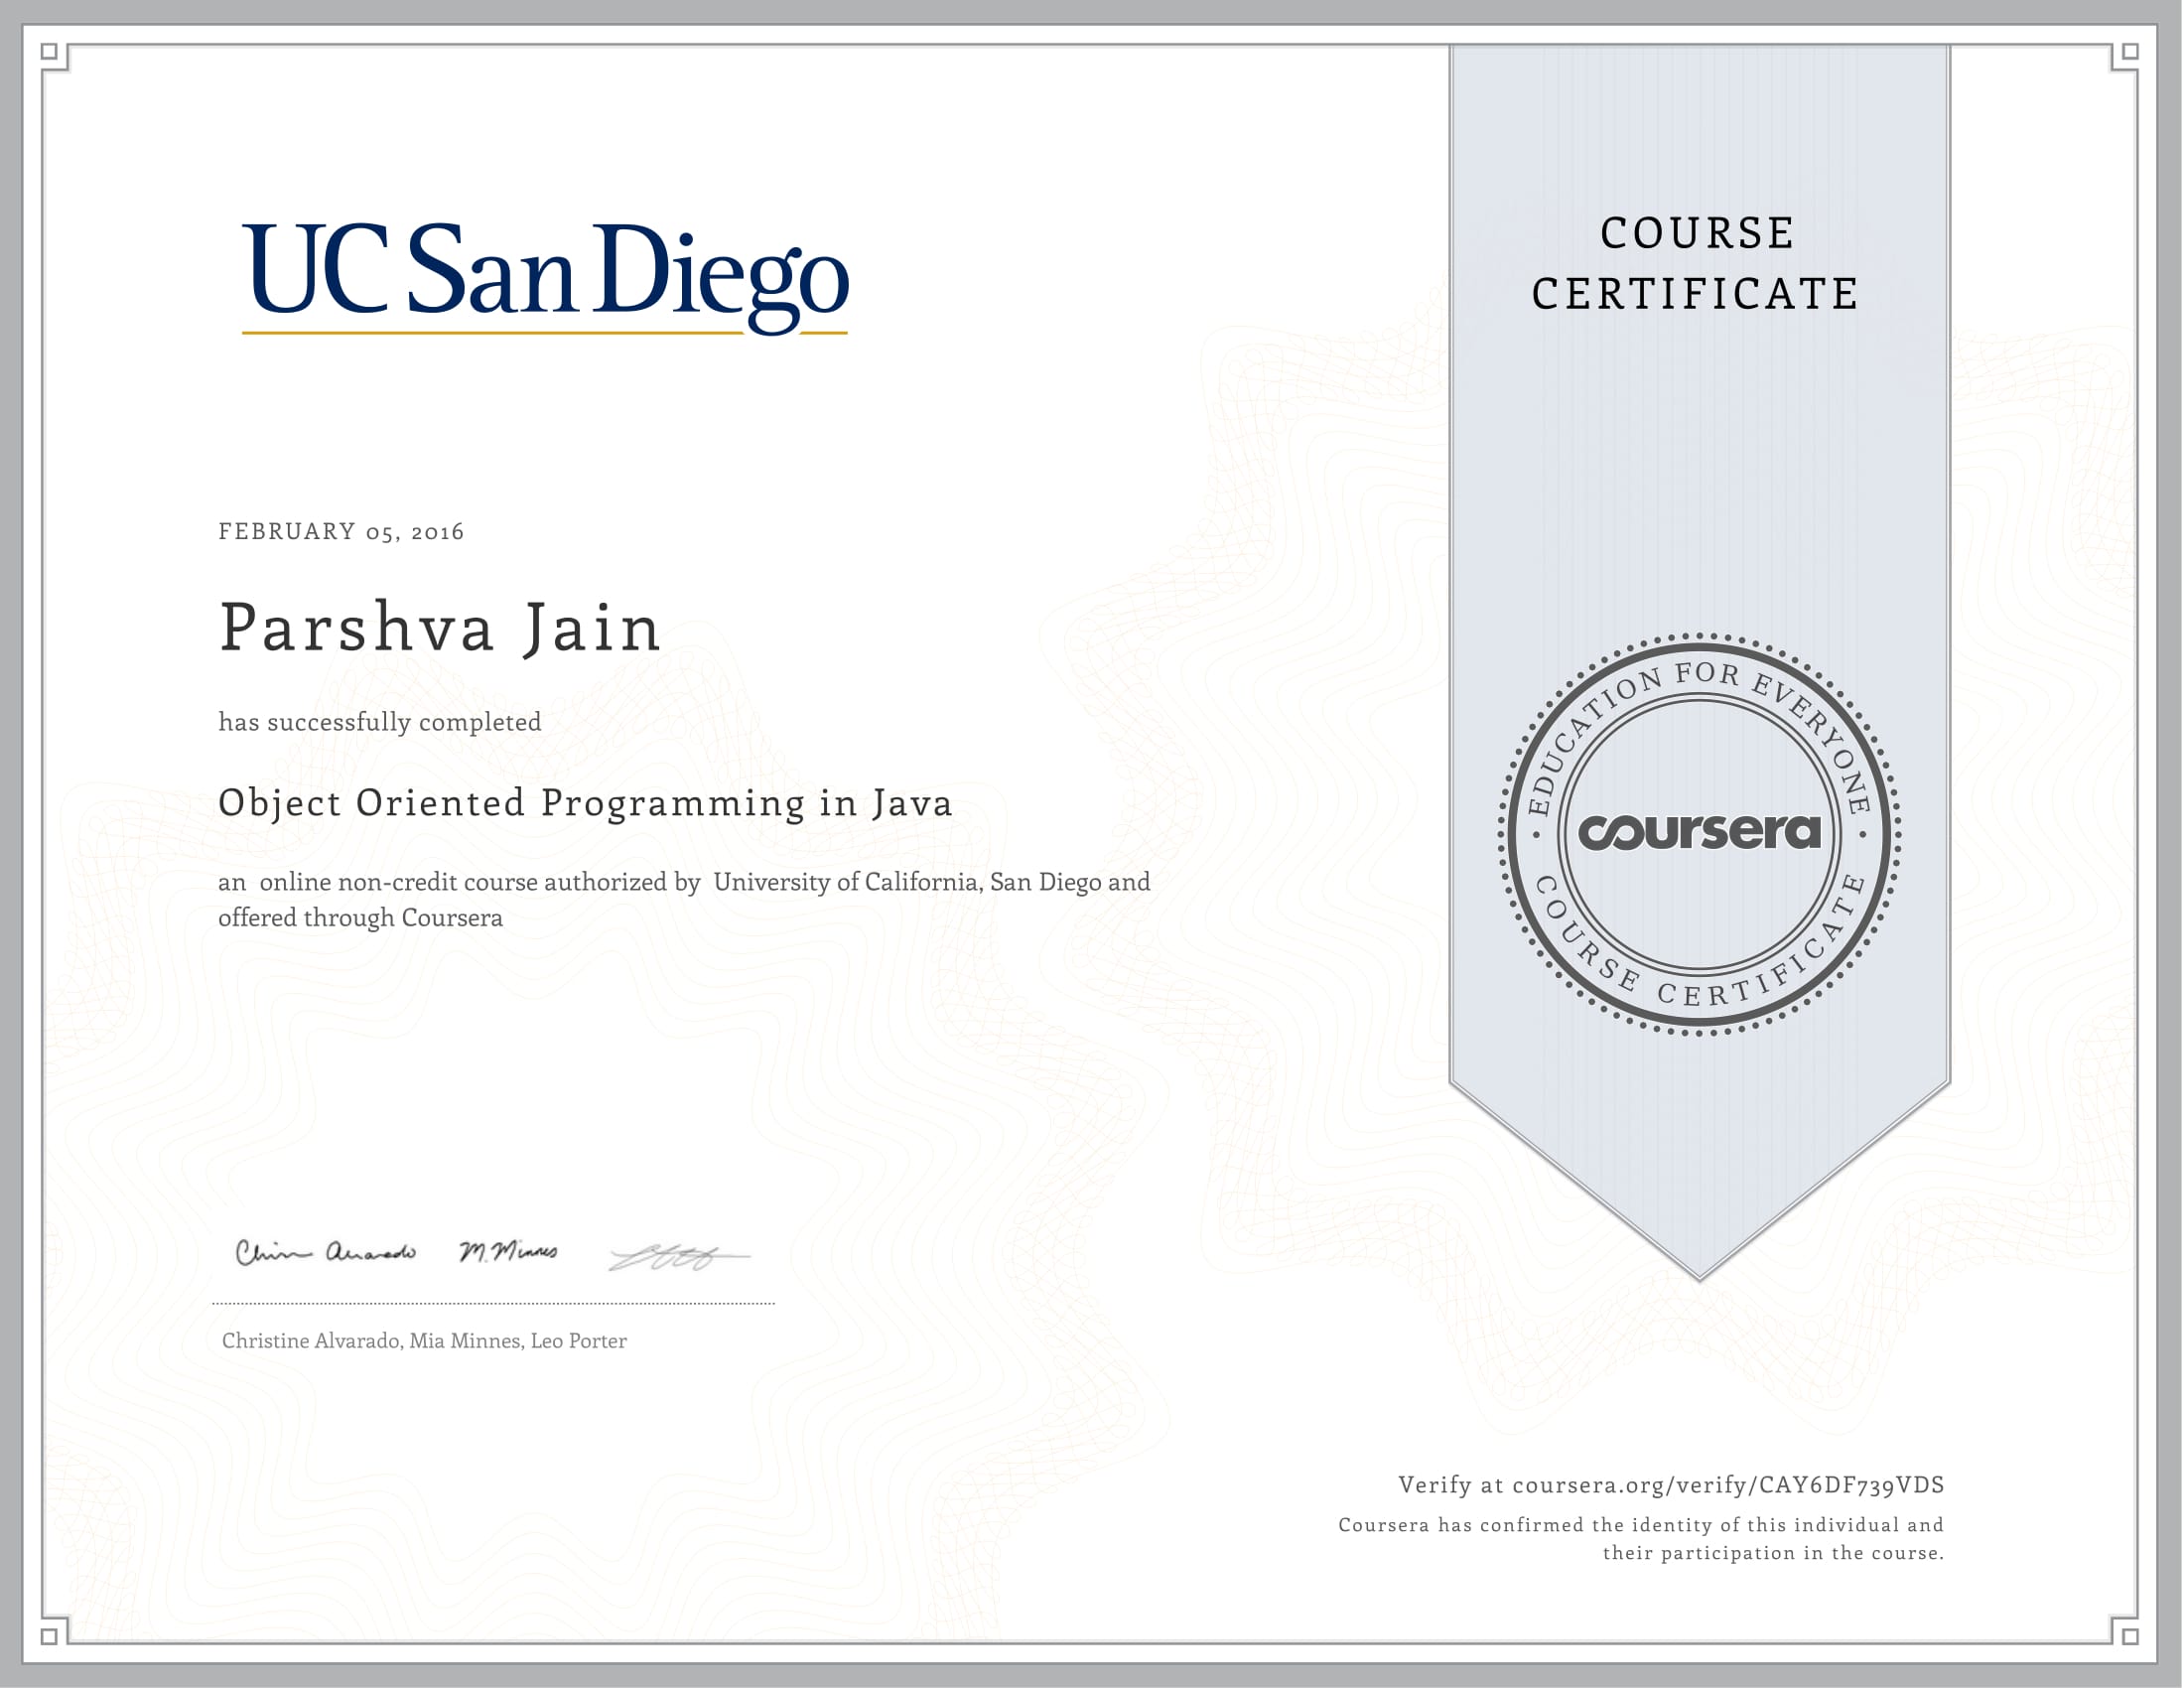 UC San Diego
COURSE
CERTIFICATE
FEBRUARY 05, 2016
Parshva Jain
has successfully completed
Object Oriented Programming in Java
an online non-credit course authorized by University of California, San Diego and
offered through Coursera
EDUCATION FOR EVERYONE
coursera
COURSE CERTIFICATE
M. Minnes
Christine Alvarado, Mia Minnes, Leo Porter
Verify at coursera.org/verify/CAY6DF739VDS
Coursera has confirmed the identity of this individual and
their participation in the course.